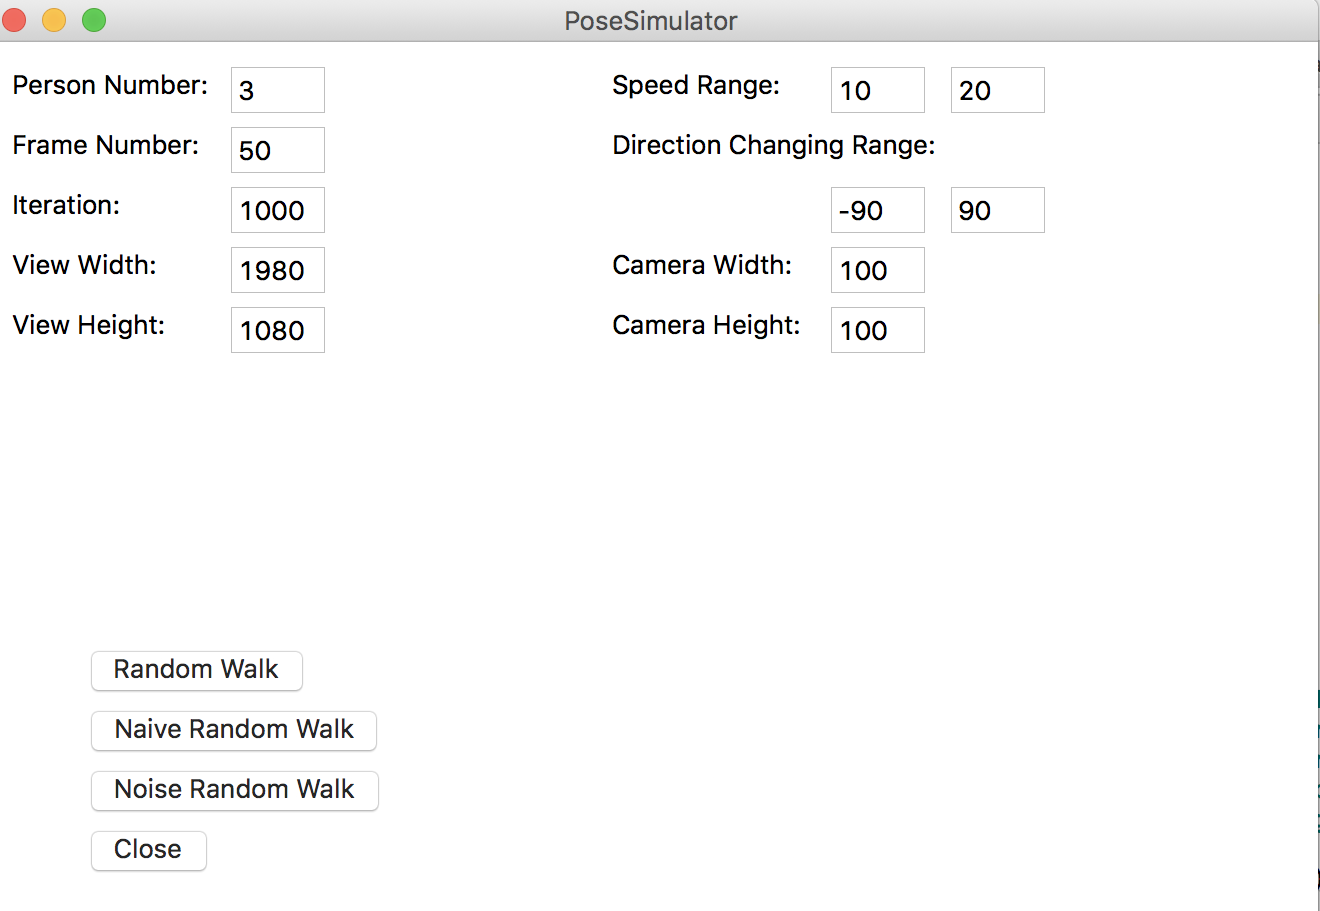 PoseSimulator
Person Number: 3
Speed Range: 10 20
Frame Number: 50
Direction Changing Range:
Iteration: 1000
-90 90
View Width: 1980
Camera Width: 100
View Height: 1080
Camera Height: 100
Random Walk
Naive Random Walk
Noise Random Walk
Close